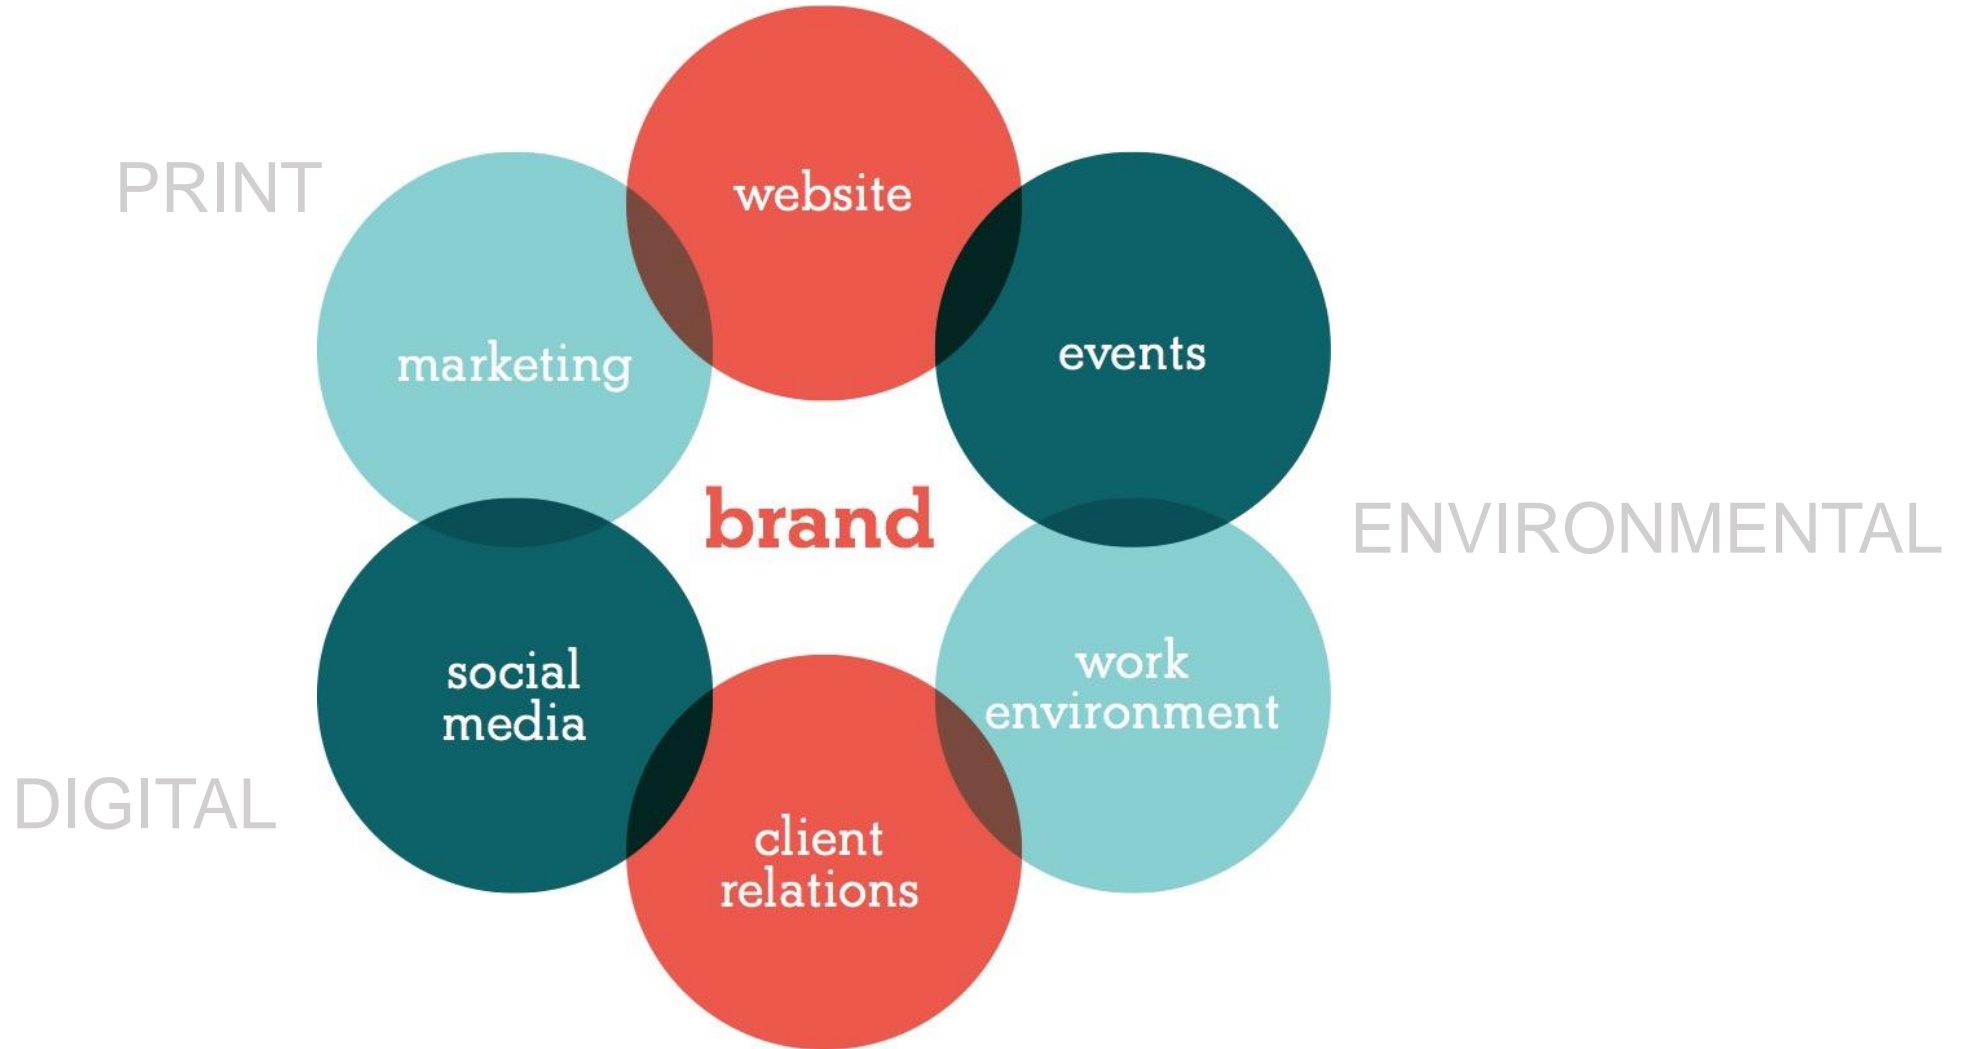 PRINT
website
events
marketing
brand
ENVIRONMENTAL
work
environment
social
media
DIGITAL
client
relations